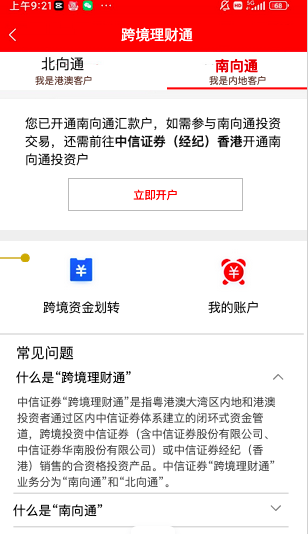 上午9:21
5G
68
跨境理财通
北向通
我是港澳客户
南向通
我是内地客户
您已开通南向通汇款户，如需参与南向通投资
交易，还需前往中信证券（经纪）香港开通南
向通投资户
立即开户
跨境资金划转
我的账户
常见问题
什么是“跨境理财通”
中信证券“跨境理财通”是指粤港澳大湾区内地和港澳
投资者通过区内中信证券体系建立的闭环式资金管
道，跨境投资中信证券（含中信证券股份有限公司、
中信证券华南股份有限公司）或中信证券经纪（香
港）销售的合资格投资产品。中信证券“跨境理财通”
业务分为“南向通”和“北向通”。
什么是“南向通”